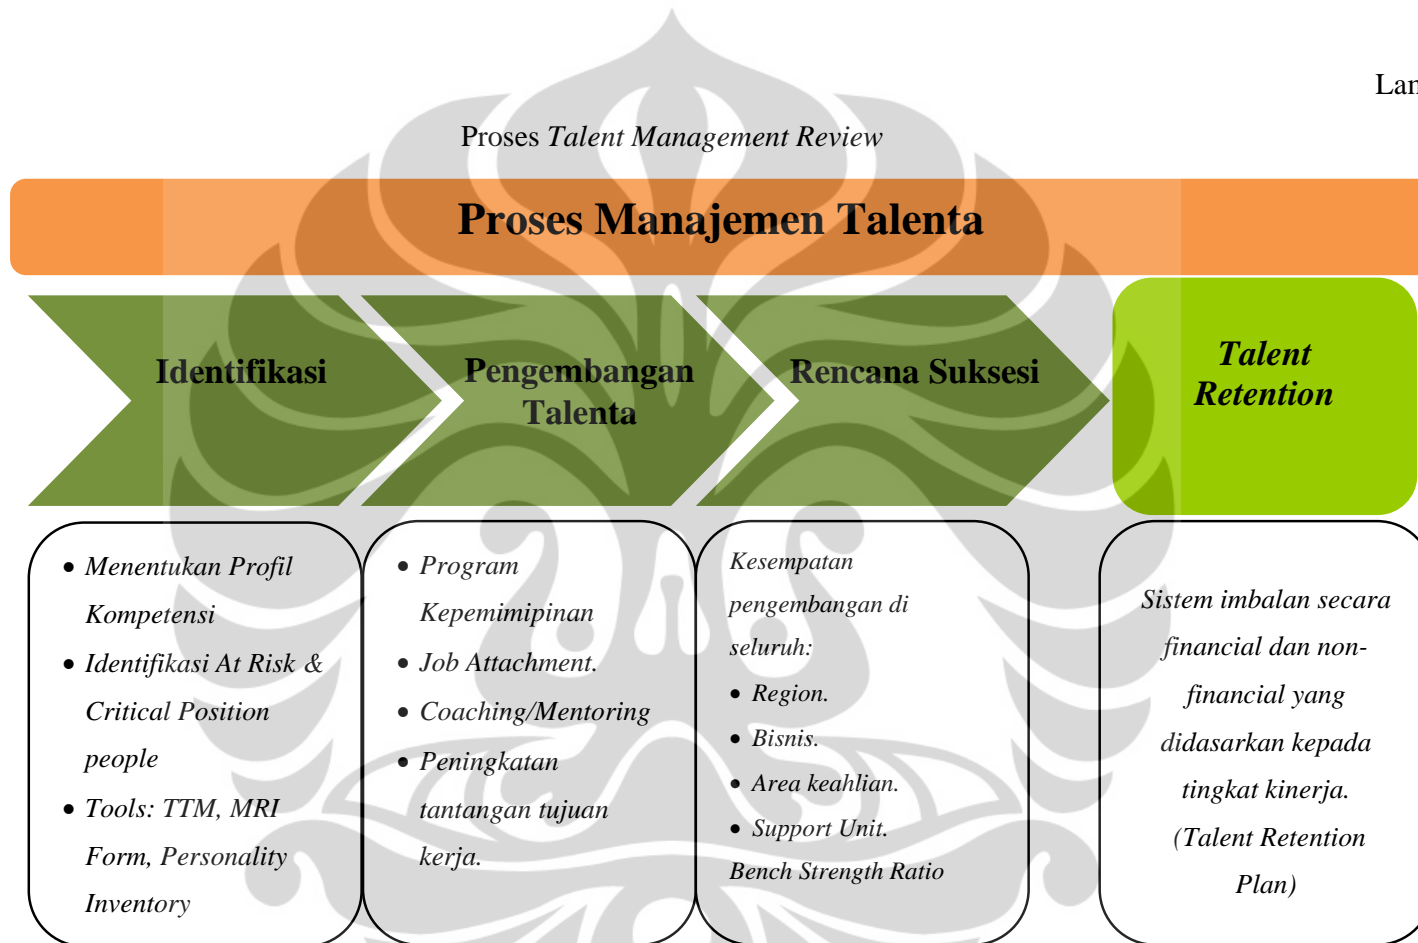 Proses Talent Management Review
Proses Manajemen Talenta
Identifikasi
Pengembangan
Talenta
Rencana Suksesi
Talent
Retention
• Menentukan Profil
Kompetensi
• Identifikasi At Risk &
Critical Position
people
• Tools: TTM, MRI
Form, Personality
Inventory
• Program
Kepemimipinan
• Job Attachment.
• Coaching/Mentoring
• Peningkatan
tantangan tujuan
kerja.
Kesempatan
pengembangan di
seluruh:
• Region.
• Bisnis.
• Area keahlian.
• Support Unit.
Bench Strength Ratio
Sistem imbalan secara
financial dan non-
financial yang
didasarkan kepada
tingkat kinerja.
(Talent Retention
Plan)